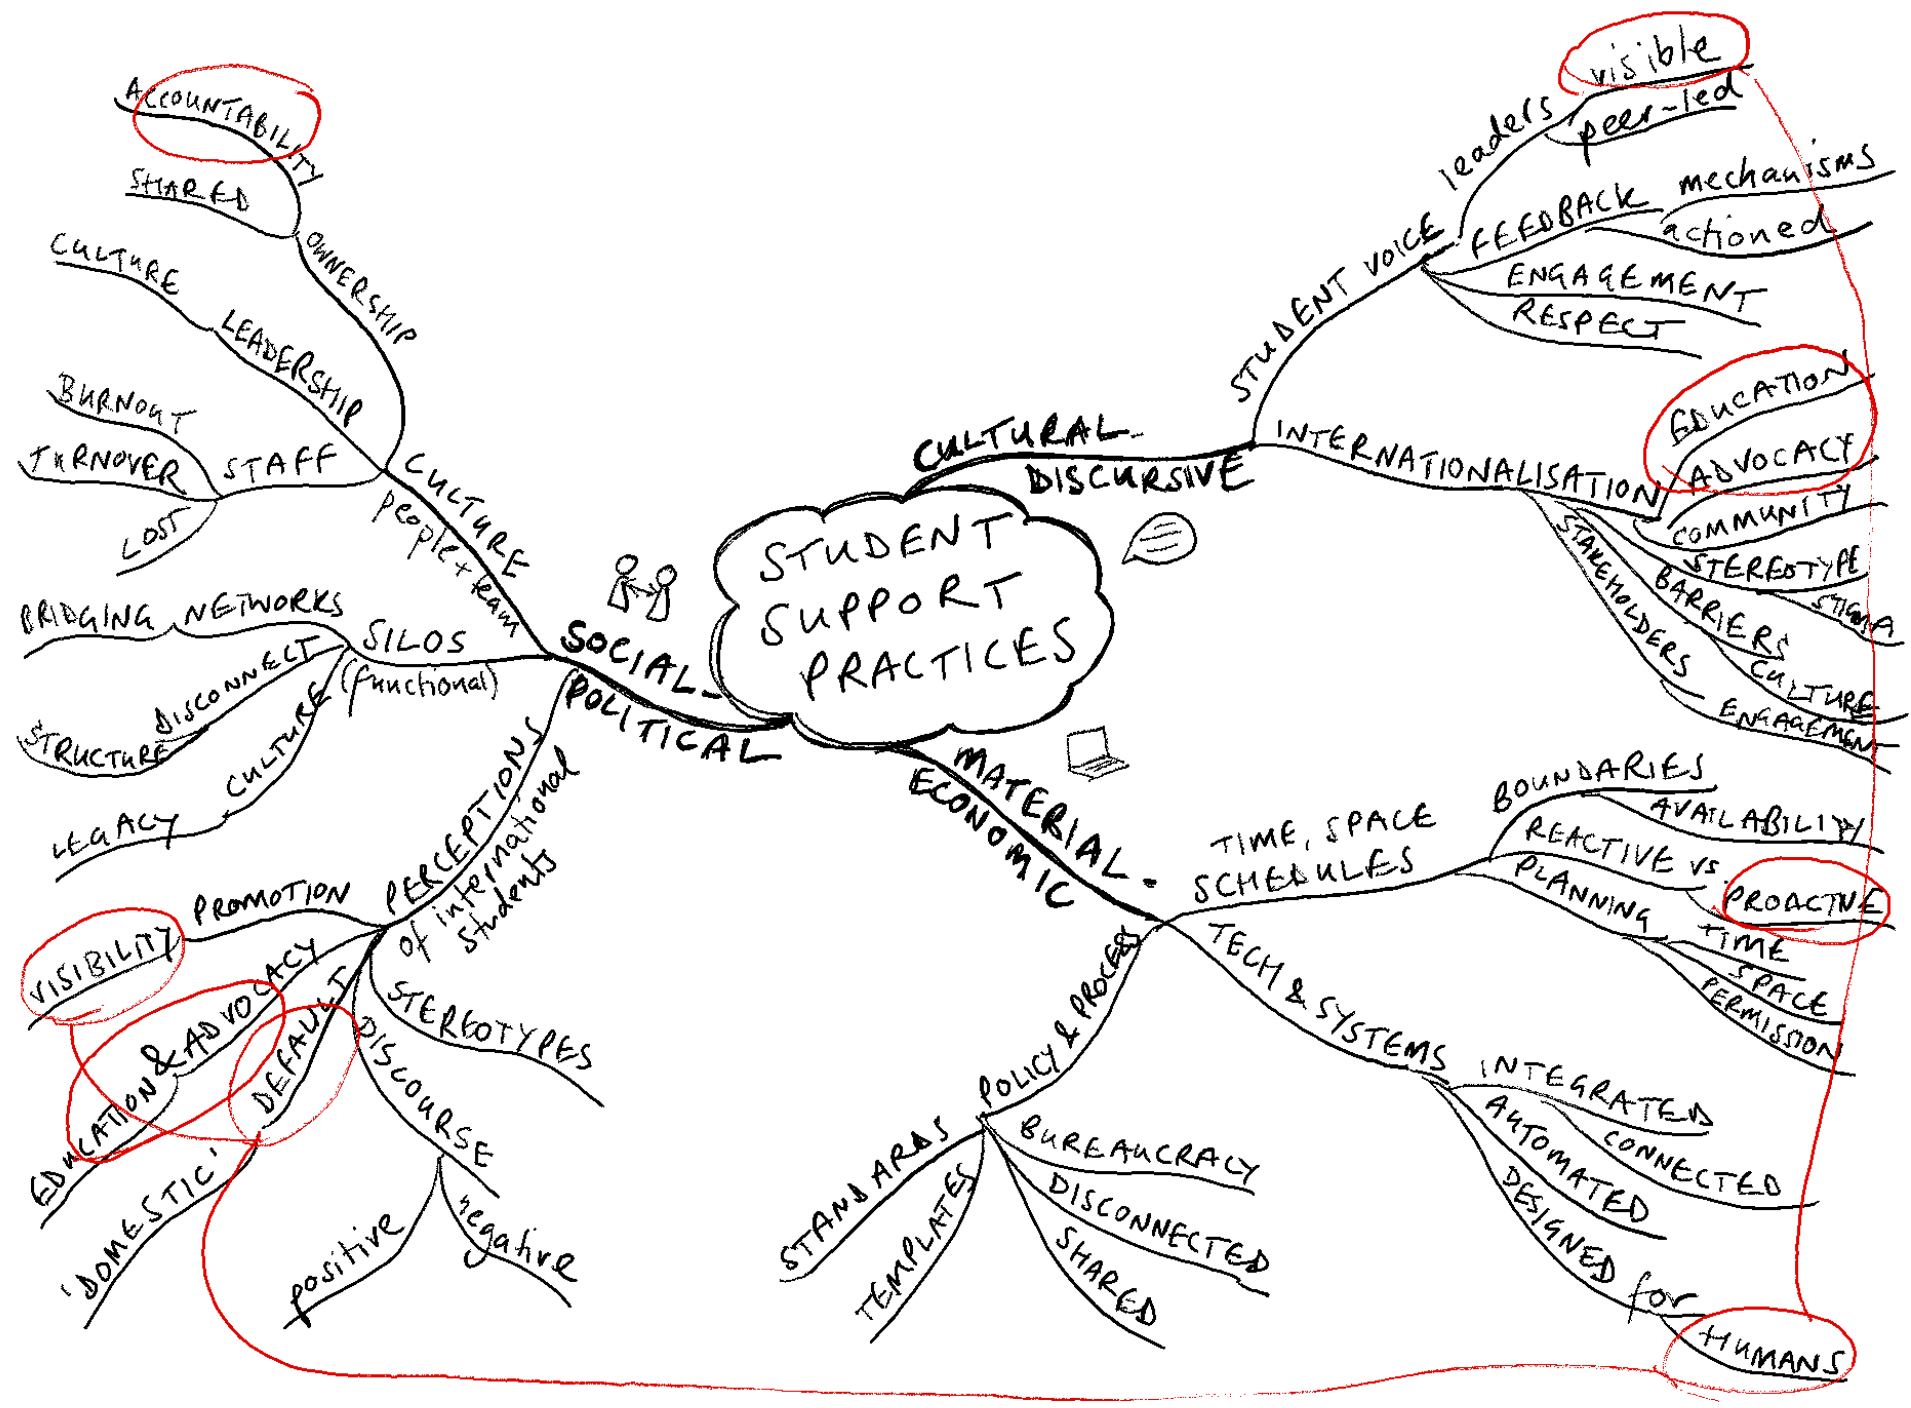 STUDENT
SUPPORT
PRACTICES
CULTURAL-
DISCURSIVE
STUDENT VOICE
leaders
visible
peer-led
FEEDBACK
mechanisms
actioned
ENGAGEMENT
RESPECT
INTERNATIONALISATION
EDUCATION
ADVOCACY
COMMUNITY
STEREOTYPE
STIGMA
BARRIERS
CULTURE
STAKEHOLDERS
ENGAGEMENT
MATERIAL-
ECONOMIC
TIME, SPACE
SCHEDULES
BOUNDARIES
AVAILABILITY
REACTIVE vs.
PROACTIVE
PLANNING
TIME
SPACE
PERMISSION
TECH & SYSTEMS
INTEGRATED
CONNECTED
AUTOMATED
DESIGNED for
HUMANS
POLICY & PROCESS
BUREAUCRACY
DISCONNECTED
SHARED
TEMPLATES
STANDARDS
SOCIAL-
POLITICAL
CULTURE
people + team
OWNERSHIP
ACCOUNTABILITY
SHARED
LEADERSHIP
CULTURE
STAFF
BURNOUT
TURNOVER
LOST
SILOS
(functional)
NETWORKS
BRIDGING
DISCONNECT
STRUCTURE
CULTURE
LEGACY
PERCEPTIONS
of international
students
PROMOTION
VISIBILITY
EDUCATION & ADVOCACY
DEFAULT
'DOMESTIC'
DISCOURSE
positive
negative
STEREOTYPES